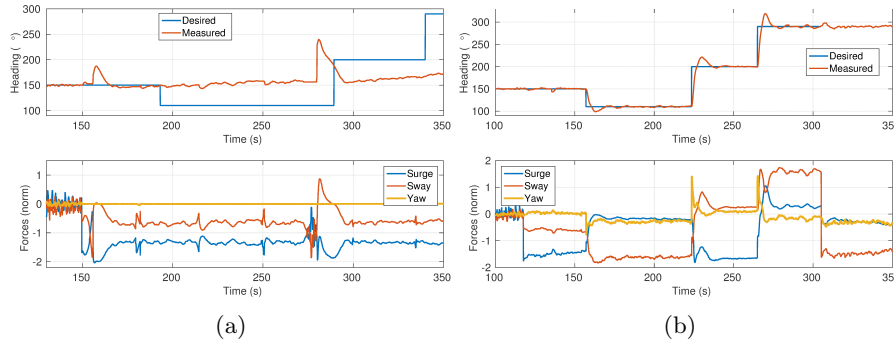 300
250
200
150
100
Heading ( °)
Desired
Measured
150 200 250 300 350
Time (s)
1
0
-1
-2
Forces (norm)
Surge
Sway
Yaw
150 200 250 300 350
Time (s)
(a)
300
250
200
150
100
Heading ( °)
Desired
Measured
100 150 200 250 300 350
Time (s)
2
1
0
-1
-2
Forces (norm)
Surge
Sway
Yaw
100 150 200 250 300 350
Time (s)
(b)